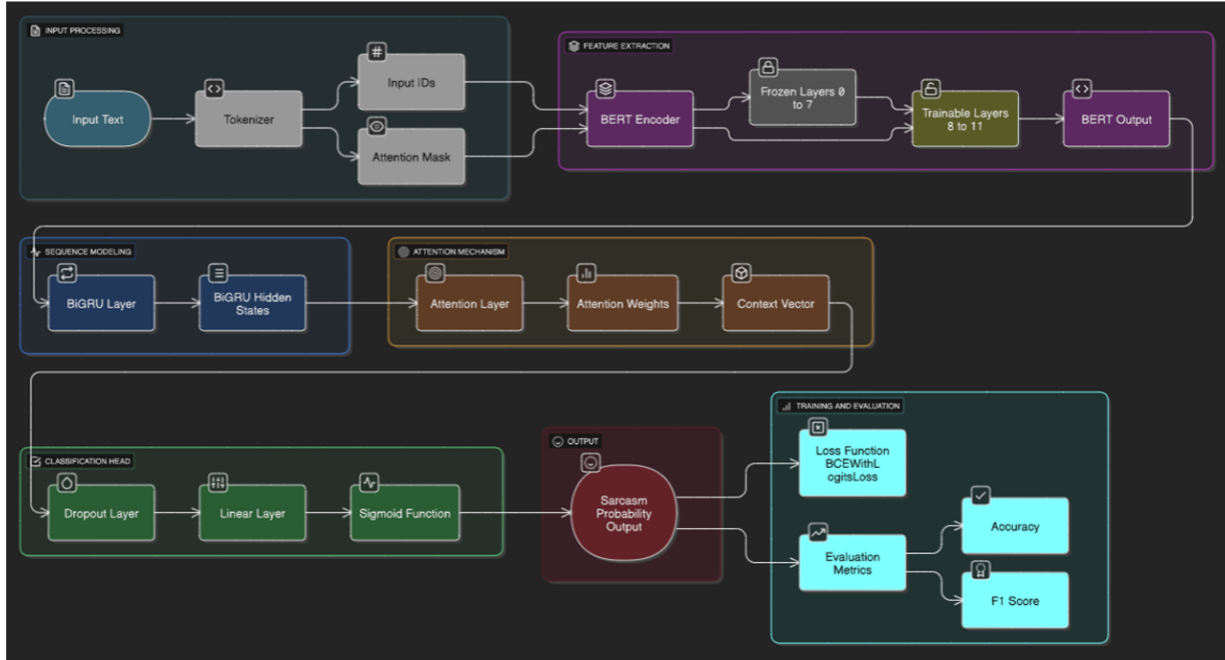 INPUT PROCESSING
Input Text
Tokenizer
Input IDs
Attention Mask
FEATURE EXTRACTION
BERT Encoder
Frozen Layers 0
to 7
Trainable Layers
8 to 11
BERT Output
SEQUENCE MODELING
BiGRU Layer
BiGRU Hidden
States
ATTENTION MECHANISM
Attention Layer
Attention Weights
Context Vector
CLASSIFICATION HEAD
Dropout Layer
Linear Layer
Sigmoid Function
OUTPUT
Sarcasm
Probability
Output
TRAINING AND EVALUATION
Loss Function
BCEWithL
ogitsLoss
Evaluation
Metrics
Accuracy
F1 Score